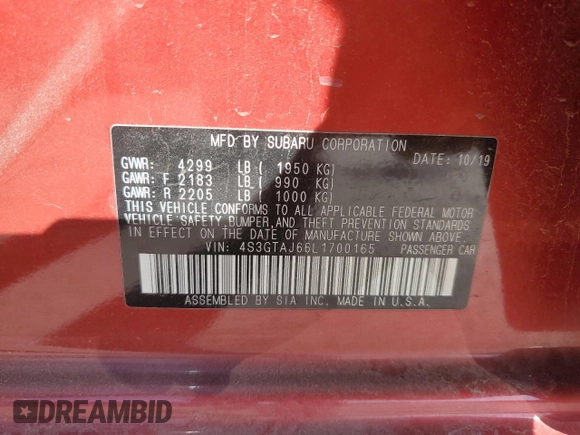 MFD BY SUBARU CORPORATION
DATE: 10/19
GVWR: 4299 LB ( 1950 KG)
GAWR: F 2183 LB ( 990 KG)
GAWR: R 2205 LB ( 1000 KG)
THIS VEHICLE CONFORMS TO ALL APPLICABLE FEDERAL MOTOR
VEHICLE SAFETY, BUMPER, AND THEFT PREVENTION STANDARDS
IN EFFECT ON THE DATE OF MANUFACTURE SHOWN ABOVE.
VIN: 4S3GTAJ66L1700165 PASSENGER CAR
ASSEMBLED BY SIA INC. MADE IN U.S.A.
DREAMBID